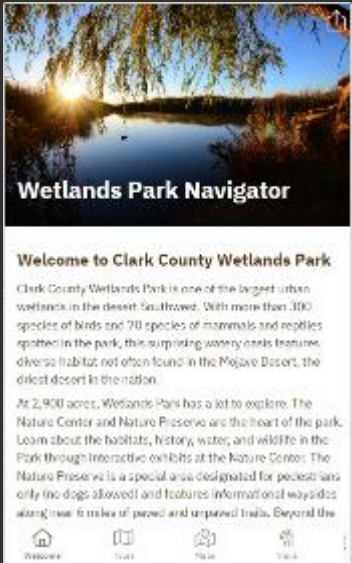 Wetlands Park Navigator
Welcome to Clark County Wetlands Park
Clark County Wetlands Park is one of the largest urban
wetlands in the desert Southwest. With more than 300
species of birds and 70 species of mammals and reptiles
spotted in the park, this surprising watery oasis features
diverse habitat not often found in the Mojave Desert, the
driest desert in the nation.
At 2,900 acres, Wetlands Park has a lot to explore. The
Nature Center and Nature Preserve are the heart of the park.
Learn about the habitats, history, water, and wildlife in the
Park through interactive exhibits at the Nature Center. The
Nature Preserve is a special area designated for pedestrians
only (no dogs allowed) and features informational waysides
along near 6 miles of paved and unpaved trails. Beyond the
Welcome